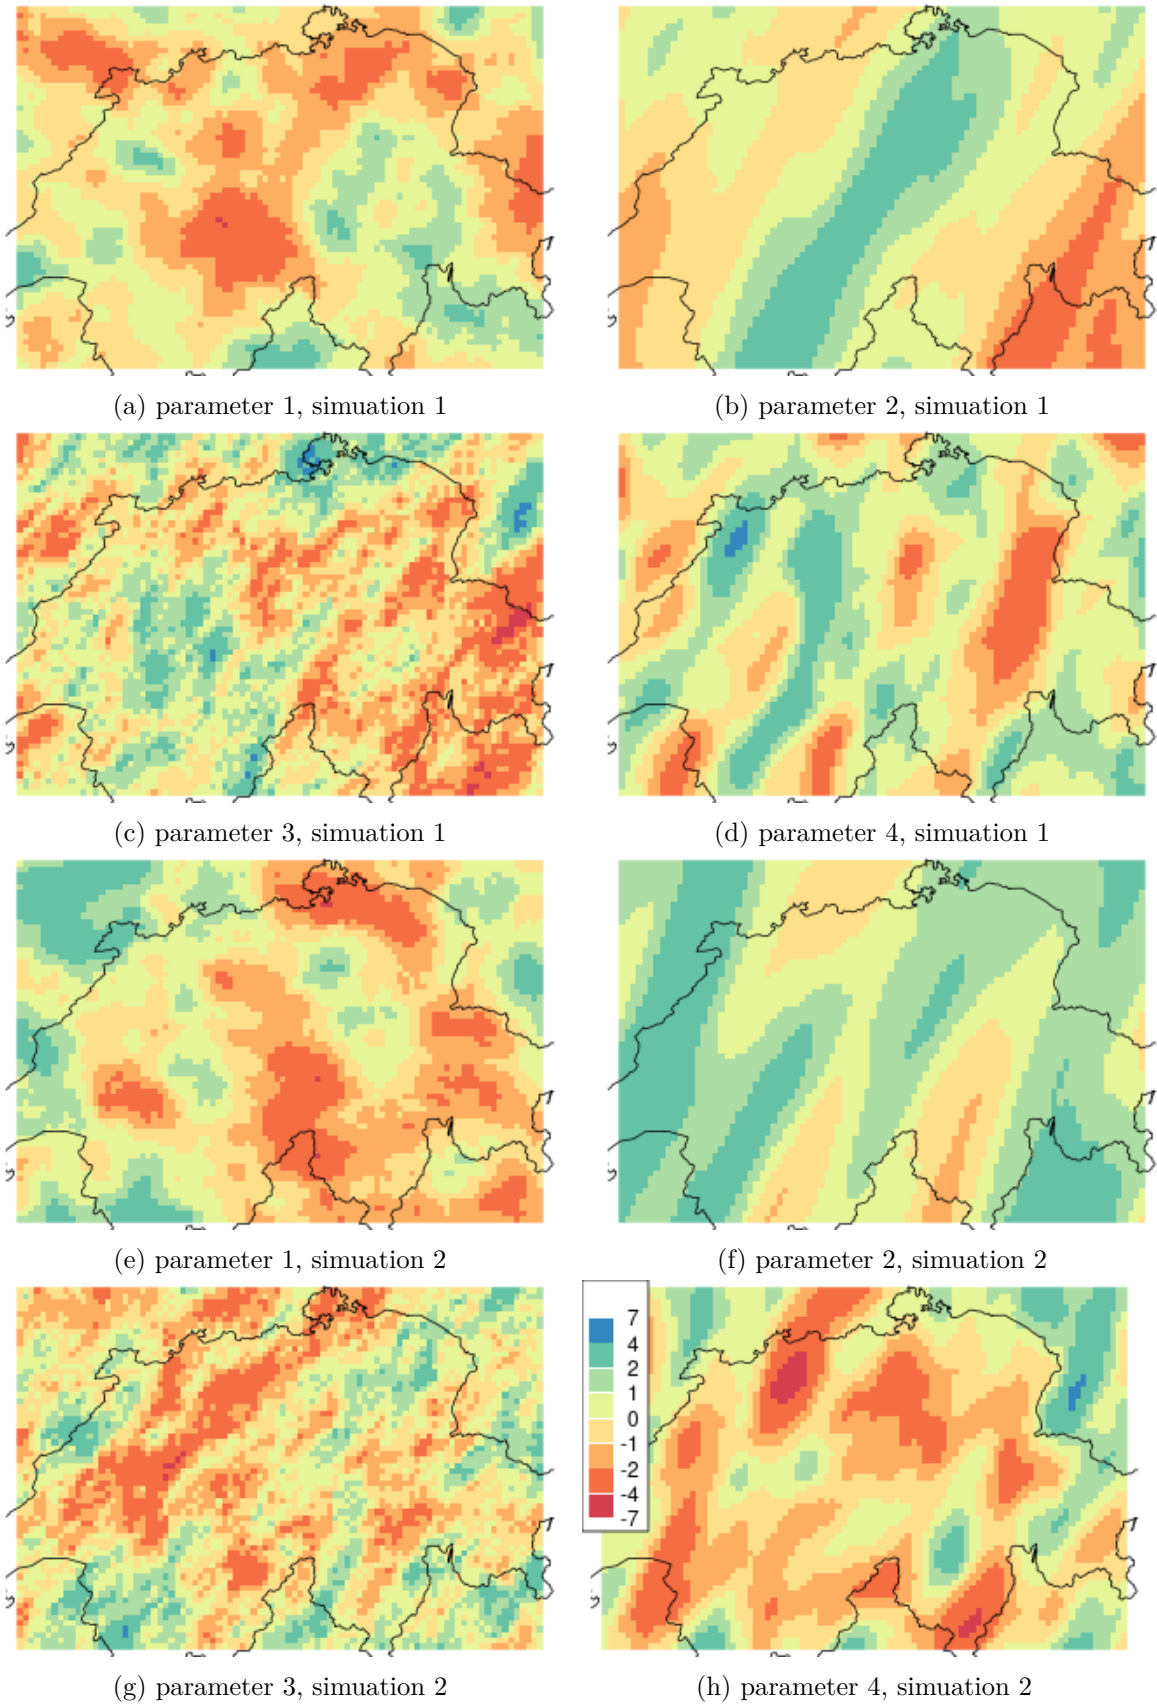 (a) parameter 1, simuation 1
(b) parameter 2, simuation 1
(c) parameter 3, simuation 1
(d) parameter 4, simuation 1
(e) parameter 1, simuation 2
(f) parameter 2, simuation 2
7
4
2
1
0
-1
-2
-4
-7
(g) parameter 3, simuation 2
(h) parameter 4, simuation 2